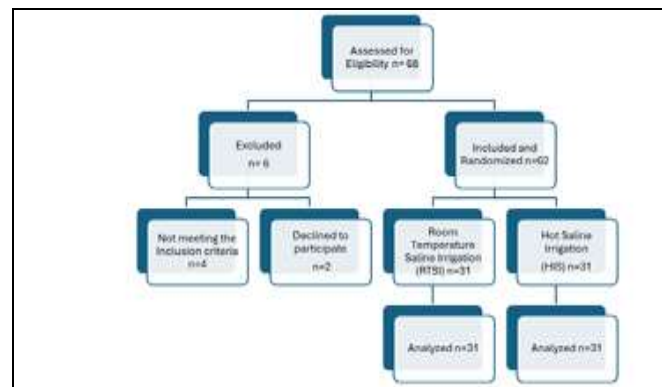 Assessed for
Eligibility n= 68
Excluded
n= 6
Included and
Randomized n=62
Not meeting the
Inclusion criteria
n=4
Declined to
participate
n=2
Room
Temperature
Saline Irrigation
(RTSI) n=31
Hot Saline
Irrigation
(HIS) n=31
Analyzed n=31
Analyzed n=31